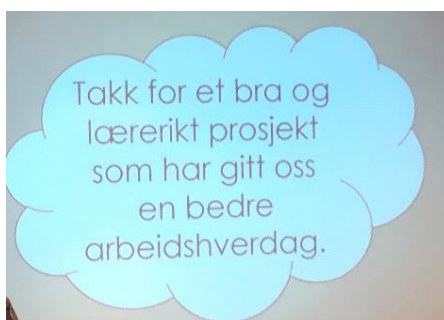 Takk for et bra og
lærerikt prosjekt
som har gitt oss
en bedre
arbeidshverdag.